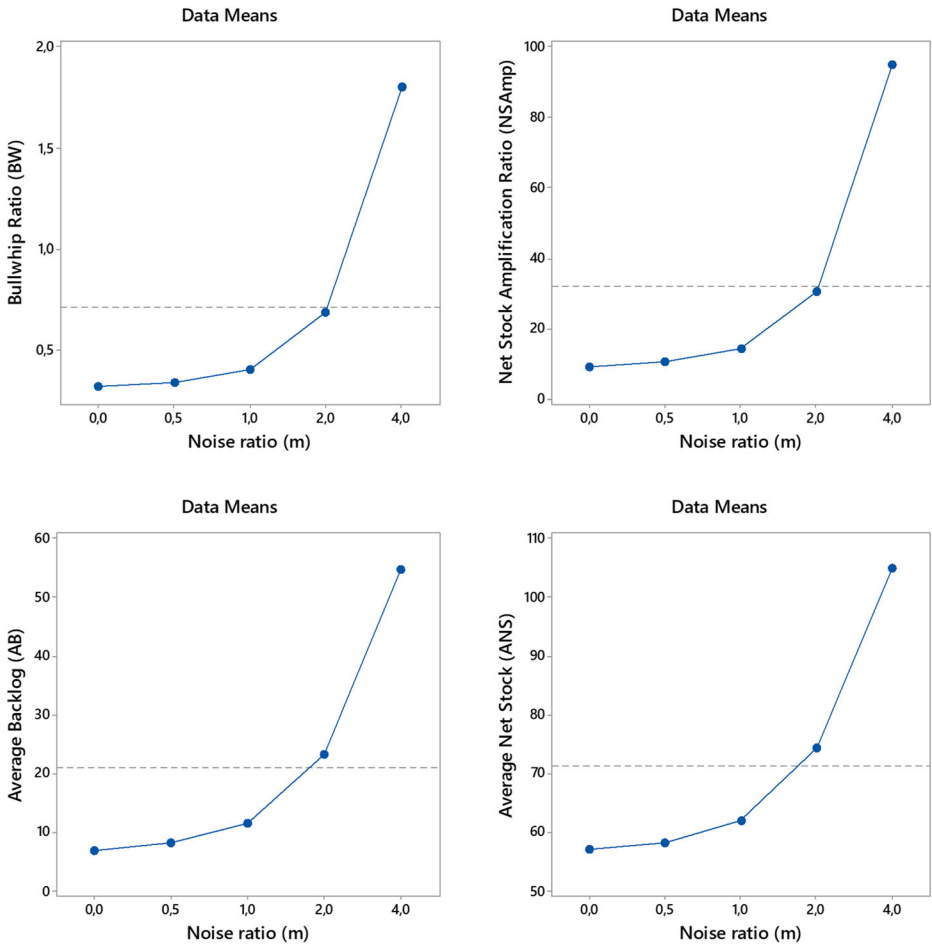 Data Means
2,0
1,5
1,0
0,5
Bullwhip Ratio (BW)
0,0 0,5 1,0 2,0 4,0
Noise ratio (m)
Data Means
100
80
60
40
20
0
Net Stock Amplification Ratio (NSAmp)
0,0 0,5 1,0 2,0 4,0
Noise ratio (m)
Data Means
60
50
40
30
20
10
0
Average Backlog (AB)
0,0 0,5 1,0 2,0 4,0
Noise ratio (m)
Data Means
110
100
90
80
70
60
50
Average Net Stock (ANS)
0,0 0,5 1,0 2,0 4,0
Noise ratio (m)